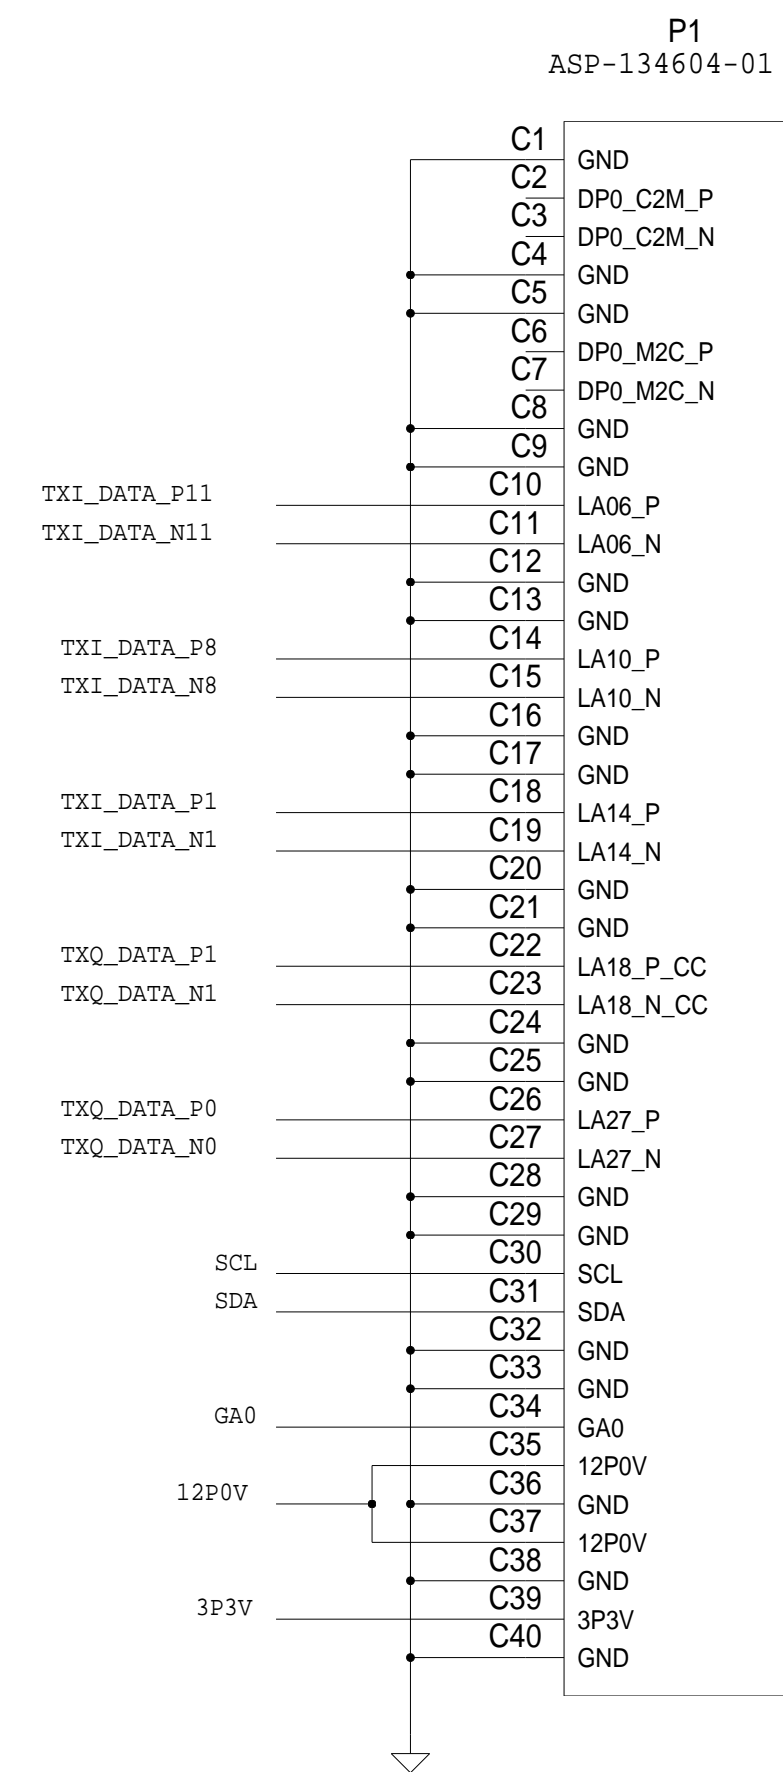 P1
ASP-134604-01
C1 GND
C2 DP0_C2M_P
C3 DP0_C2M_N
C4 GND
C5 GND
C6 DP0_M2C_P
C7 DP0_M2C_N
C8 GND
C9 GND
TXI_DATA_P11 C10 LA06_P
TXI_DATA_N11 C11 LA06_N
C12 GND
C13 GND
TXI_DATA_P8 C14 LA10_P
TXI_DATA_N8 C15 LA10_N
C16 GND
C17 GND
TXI_DATA_P1 C18 LA14_P
TXI_DATA_N1 C19 LA14_N
C20 GND
C21 GND
TXQ_DATA_P1 C22 LA18_P_CC
TXQ_DATA_N1 C23 LA18_N_CC
C24 GND
C25 GND
TXQ_DATA_P0 C26 LA27_P
TXQ_DATA_N0 C27 LA27_N
C28 GND
C29 GND
SCL C30 SCL
SDA C31 SDA
C32 GND
C33 GND
GA0 C34 GA0
C35 12P0V
12P0V C36 GND
C37 12P0V
C38 GND
3P3V C39 3P3V
C40 GND